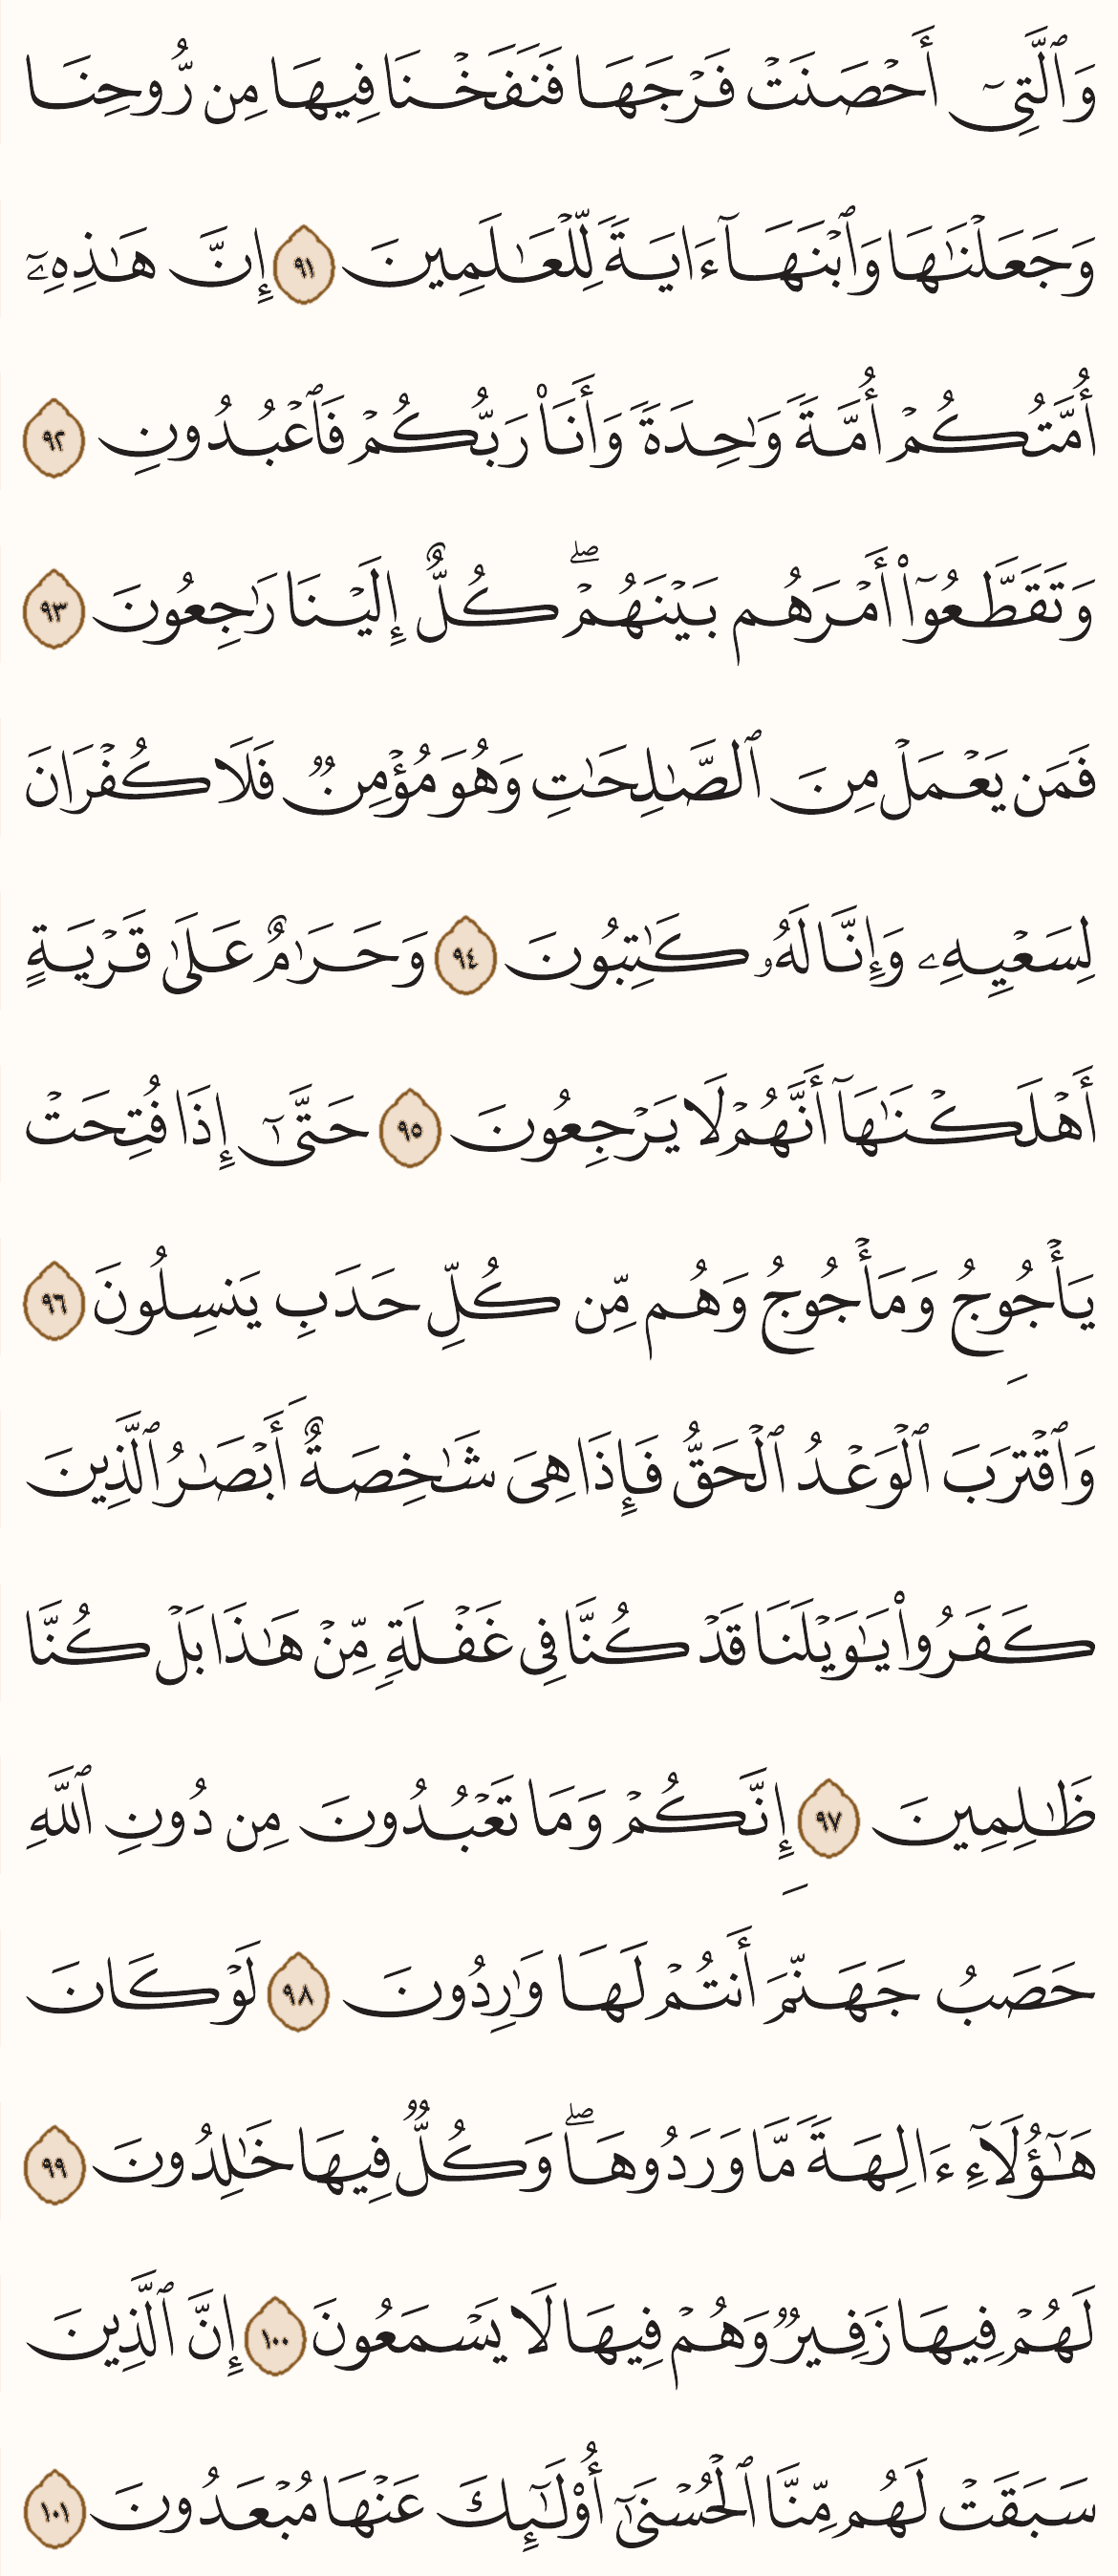 وَٱلَّتِىٓ أَحۡصَنَتۡ فَرۡجَهَا فَنَفَخۡنَا فِيهَا مِن رُّوحِنَا
وَجَعَلۡنَٰهَا وَٱبۡنَهَآ ءَايَةٗ لِّلۡعَٰلَمِينَ ٩١ إِنَّ هَٰذِهِۦٓ
أُمَّتُكُمۡ أُمَّةٗ وَٰحِدَةٗ وَأَنَا۠ رَبُّكُمۡ فَٱعۡبُدُونِ ٩٢
وَتَقَطَّعُوٓاْ أَمۡرَهُم بَيۡنَهُمۡۖ كُلٌّ إِلَيۡنَا رَٰجِعُونَ ٩٣
فَمَن يَعۡمَلۡ مِنَ ٱلصَّٰلِحَٰتِ وَهُوَ مُؤۡمِنٞ فَلَا كُفۡرَانَ
لِسَعۡيِهِۦ وَإِنَّا لَهُۥ كَٰتِبُونَ ٩٤ وَحَرَٰمٌ عَلَىٰ قَرۡيَةٍ
أَهۡلَكۡنَٰهَآ أَنَّهُمۡ لَا يَرۡجِعُونَ ٩٥ حَتَّىٰٓ إِذَا فُتِحَتۡ
يَأۡجُوجُ وَمَأۡجُوجُ وَهُم مِّن كُلِّ حَدَبٖ يَنسِلُونَ ٩٦
وَٱقۡتَرَبَ ٱلۡوَعۡدُ ٱلۡحَقُّ فَإِذَا هِىَ شَٰخِصَةٌ أَبۡصَٰرُ ٱلَّذِينَ
كَفَرُواْ يَٰوَيۡلَنَا قَدۡ كُنَّا فِى غَفۡلَةٖ مِّنۡ هَٰذَا بَلۡ كُنَّا
ظَٰلِمِينَ ٩٧ إِنَّكُمۡ وَمَا تَعۡبُدُونَ مِن دُونِ ٱللَّهِ
حَصَبُ جَهَنَّمَ أَنتُمۡ لَهَا وَٰرِدُونَ ٩٨ لَوۡ كَانَ
هَٰٓؤُلَآءِ ءَالِهَةٗ مَّا وَرَدُوهَاۖ وَكُلّٞ فِيهَا خَٰلِدُونَ ٩٩
لَهُمۡ فِيهَا زَفِيرٞ وَهُمۡ فِيهَا لَا يَسۡمَعُونَ ١٠٠ إِنَّ ٱلَّذِينَ
سَبَقَتۡ لَهُم مِّنَّا ٱلۡحُسۡنَىٰٓ أُوْلَٰٓئِكَ عَنۡهَا مُبۡعَدُونَ ١٠١